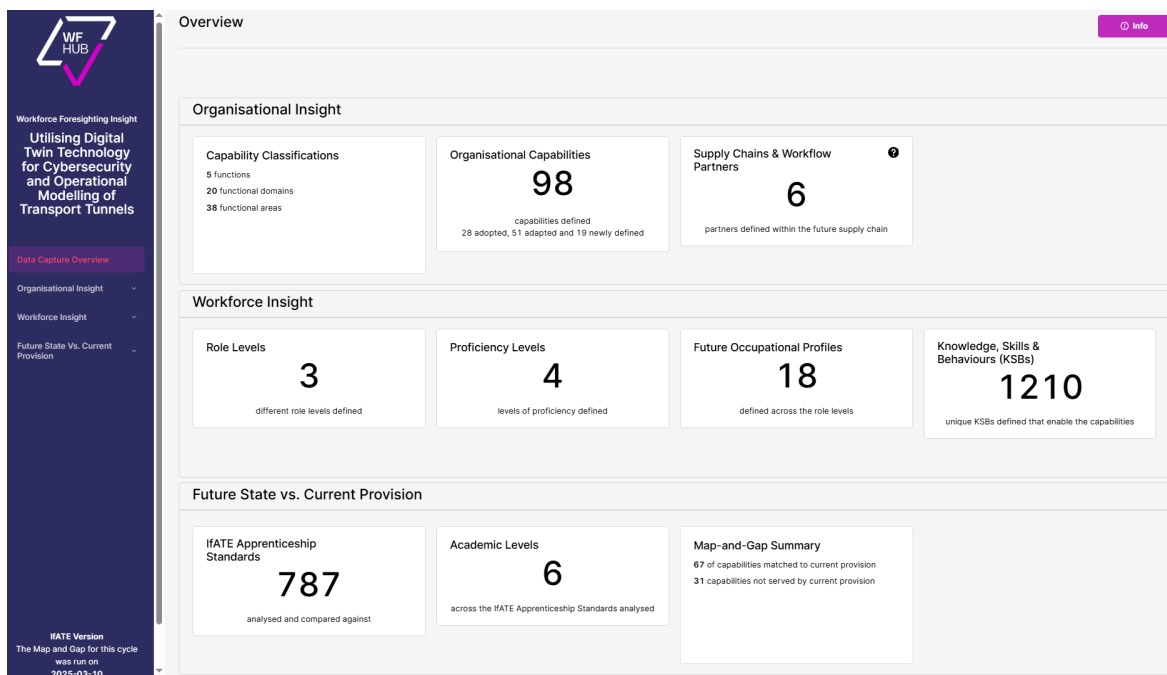 WF
HUB
Workforce Foresighting Insight
Utilising Digital
Twin Technology
for Cybersecurity
and Operational
Modelling of
Transport Tunnels
Data Capture Overview
Organisational Insight
Workforce Insight
Future State Vs. Current
Provision
IfATE Version
The Map and Gap for this cycle
was run on
2025-03-10
Overview
Info
Organisational Insight
Capability Classifications
5 functions
20 functional domains
38 functional areas
Organisational Capabilities
98
capabilities defined
28 adopted, 51 adapted and 19 newly defined
Supply Chains & Workflow
Partners
?
6
partners defined within the future supply chain
Workforce Insight
Role Levels
3
different role levels defined
Proficiency Levels
4
levels of proficiency defined
Future Occupational Profiles
18
defined across the role levels
Knowledge, Skills &
Behaviours (KSBs)
1210
unique KSBs defined that enable the capabilities
Future State vs. Current Provision
IfATE Apprenticeship
Standards
787
analysed and compared against
Academic Levels
6
across the IfATE Apprenticeship Standards analysed
Map-and-Gap Summary
67 of capabilities matched to current provision
31 capabilities not served by current provision